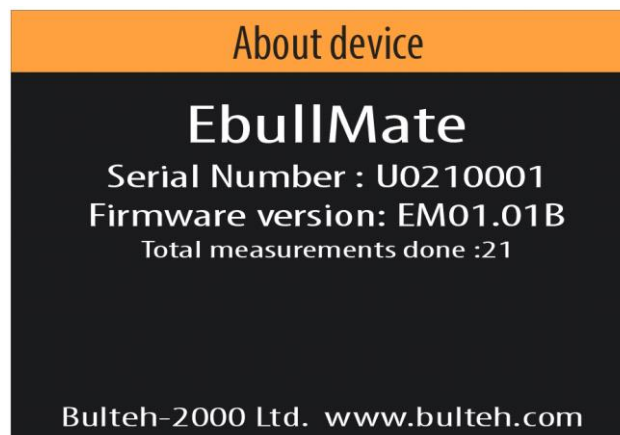 About device
EbullMate
Serial Number : U0210001
Firmware version: EM01.01B
Total measurements done :21
Bulteh-2000 Ltd. www.bulteh.com